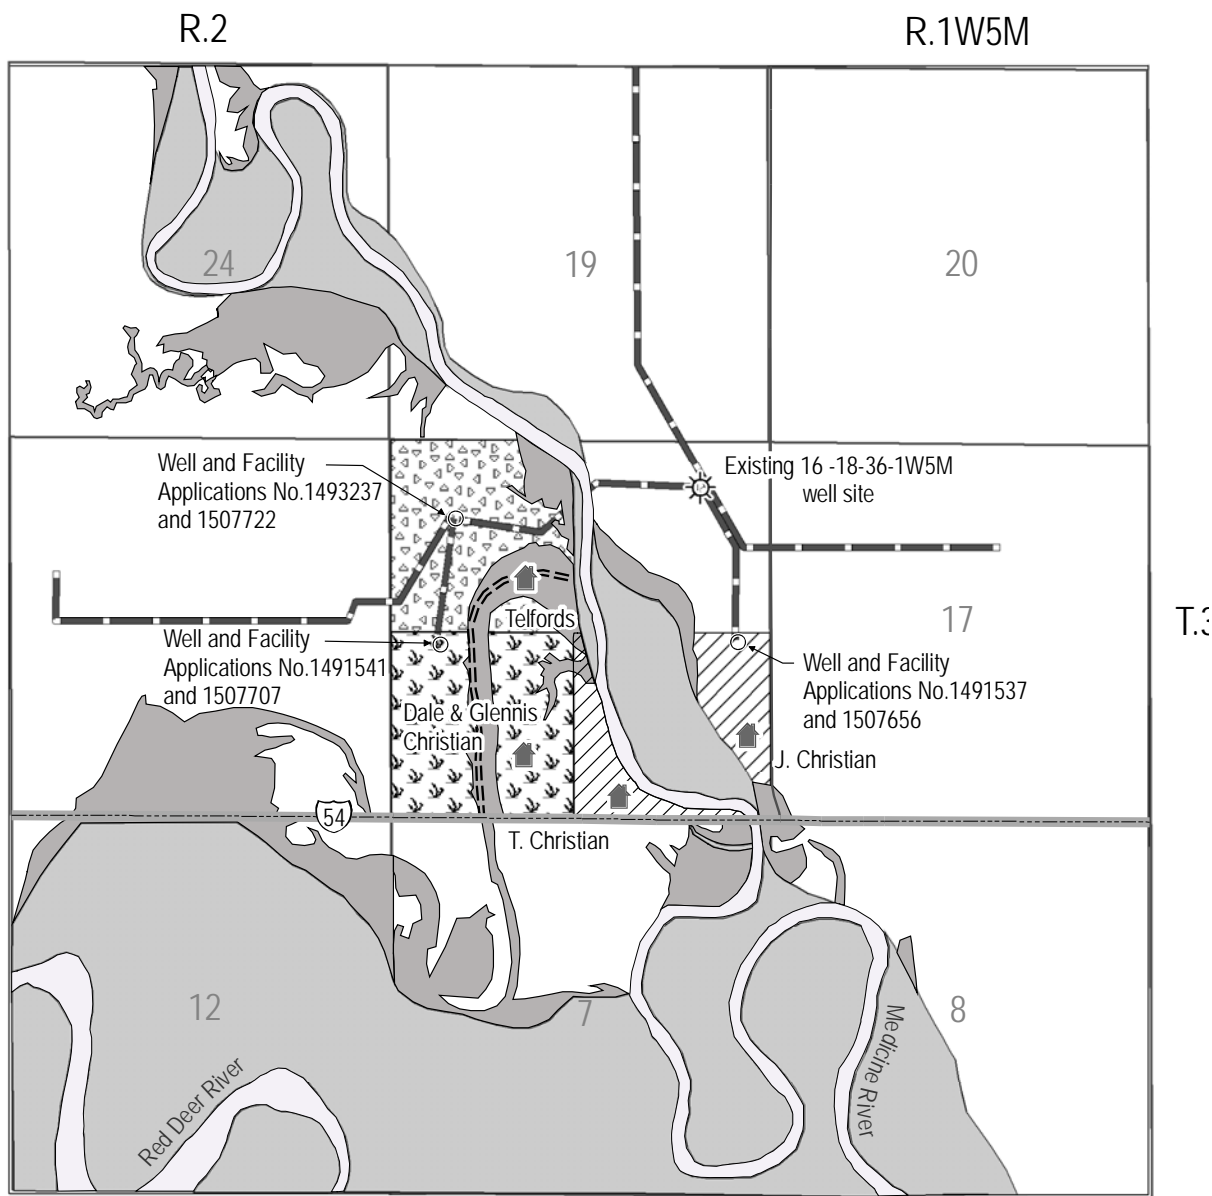 R.2
R.1W5M
24
19
20
Well and Facility
Applications No.1493237
and 1507722
Existing 16 -18-36-1W5M
well site
17
T.3
Telfords
Well and Facility
Applications No.1491541
and 1507707
Well and Facility
Applications No.1491537
and 1507656
Dale & Glennis
Christian
J. Christian
54
T. Christian
12
7
8
Medicine River
Red Deer River